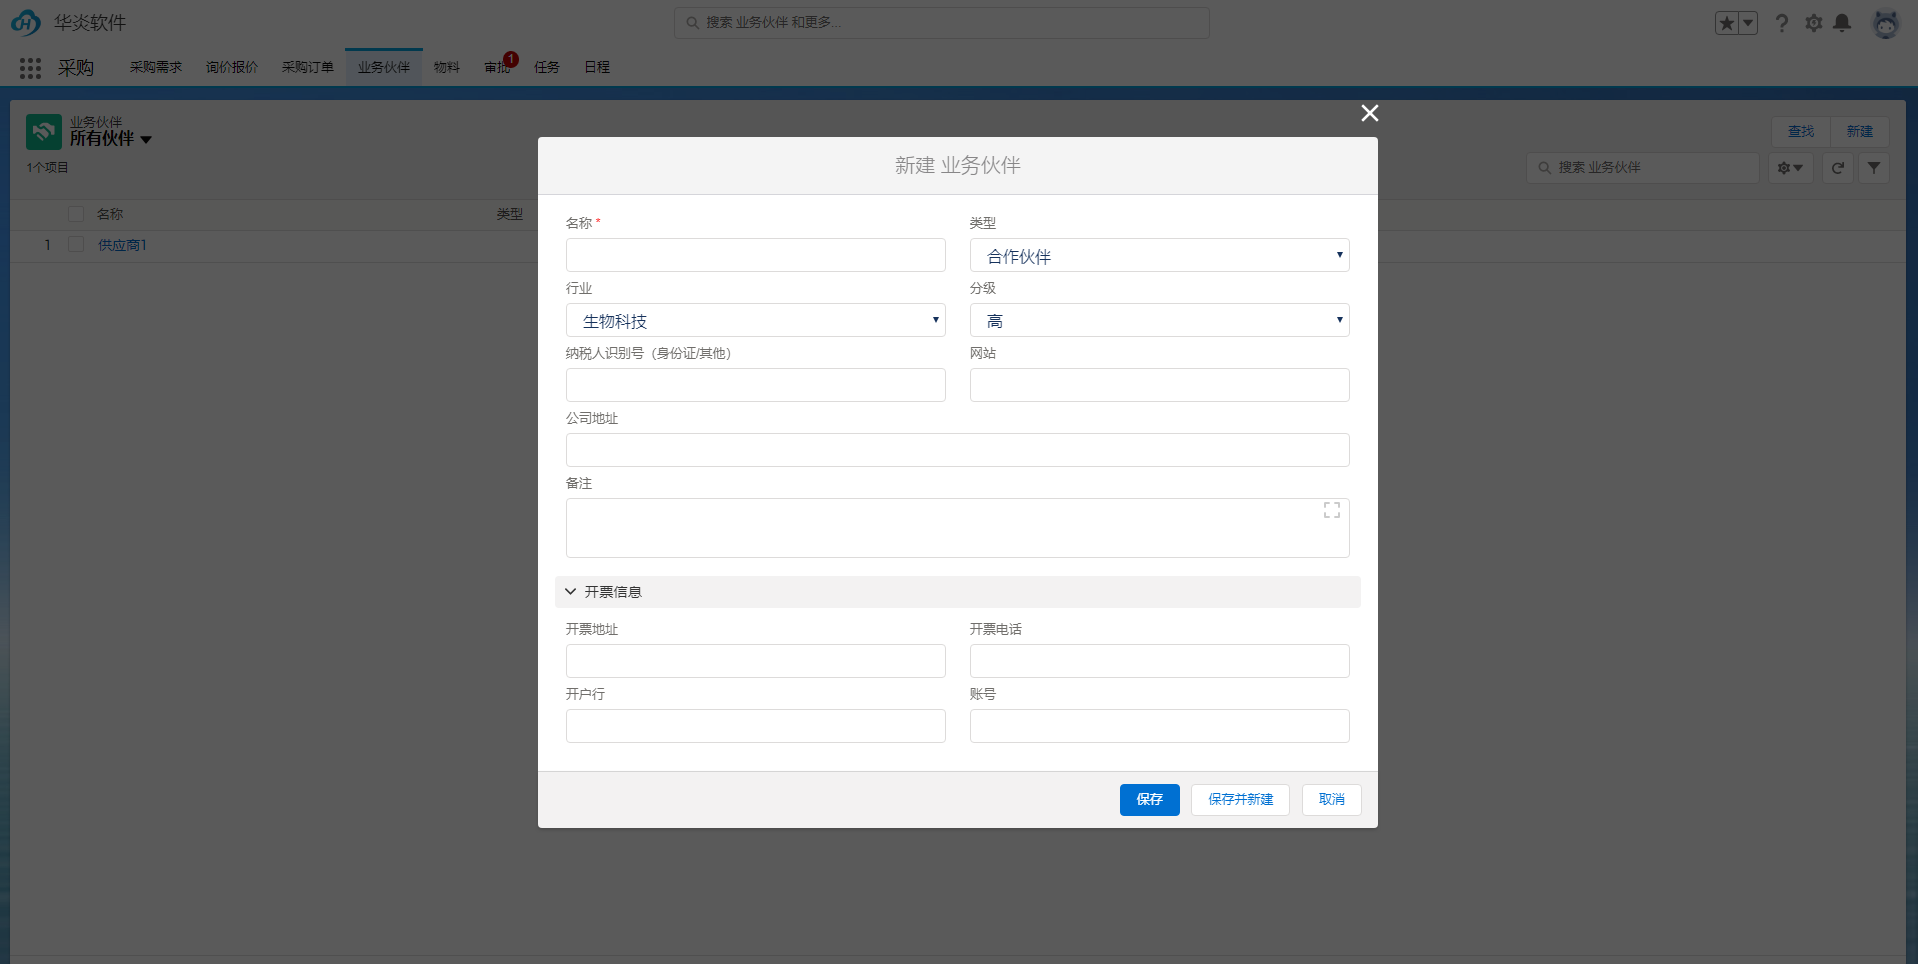 华炎软件
搜索 业务伙伴 和更多...
采购 采购需求 询价报价 采购订单 业务伙伴 物料 审批 1 任务 日程
业务伙伴
所有伙伴
1个项目
查找 新建
搜索 业务伙伴
名称 类型
1 供应商1
新建 业务伙伴
名称 * 类型
合作伙伴
行业 分级
生物科技 高
纳税人识别号（身份证/其他） 网站
公司地址
备注
开票信息
开票地址 开票电话
开户行 账号
保存 保存并新建 取消